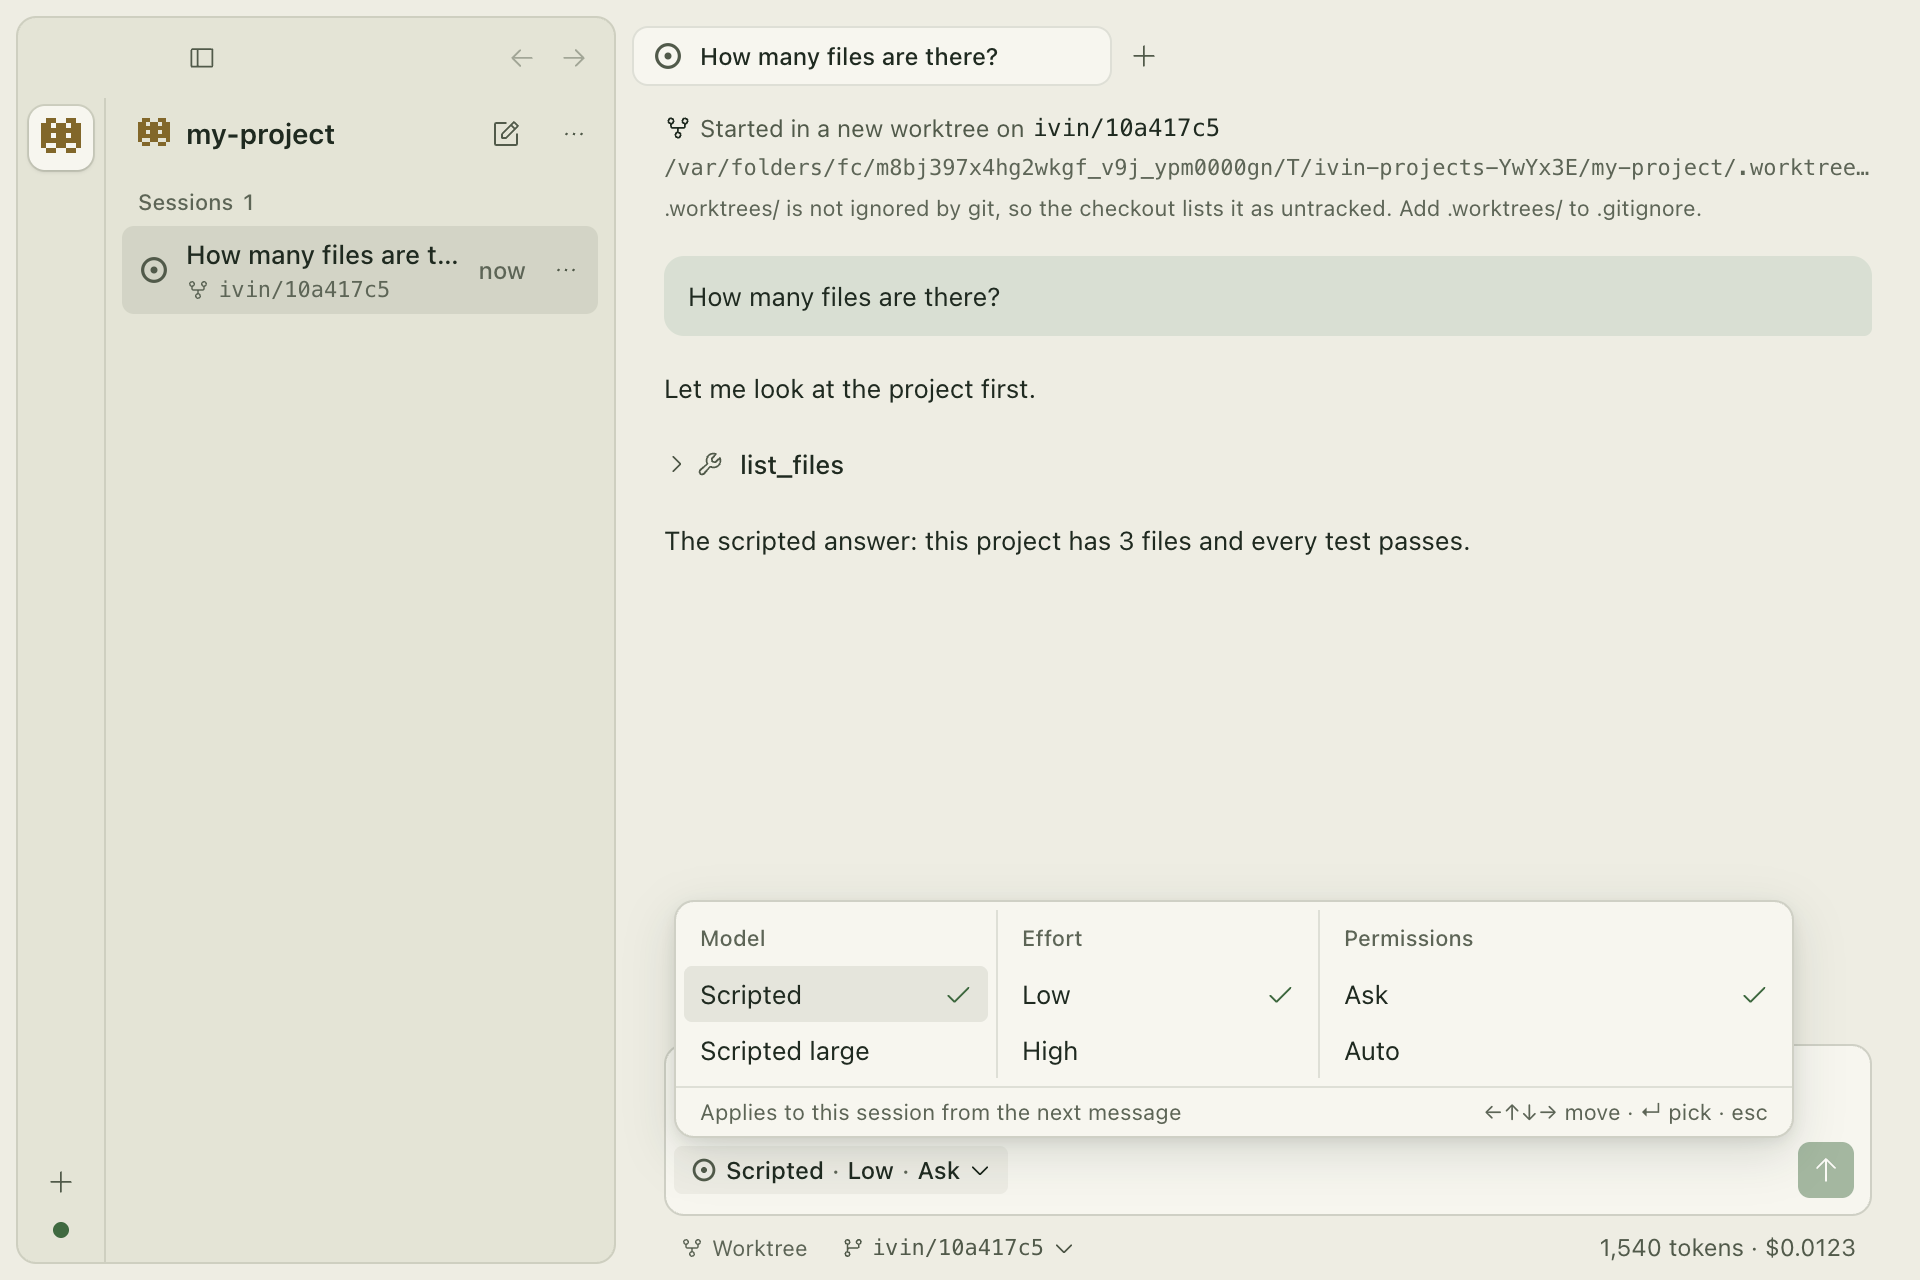 How many files are there?
my-project
Sessions 1
How many files are t...
now
ivin/10a417c5
Started in a new worktree on ivin/10a417c5
/var/folders/fc/m8bj397x4hg2wkgf_v9j_ypm0000gn/T/ivin-projects-YwYx3E/my-project/.worktree…
.worktrees/ is not ignored by git, so the checkout lists it as untracked. Add .worktrees/ to .gitignore.
How many files are there?
Let me look at the project first.
list_files
The scripted answer: this project has 3 files and every test passes.
Model
Scripted
Scripted large
Effort
Low
High
Permissions
Ask
Auto
Applies to this session from the next message
←↑↓→ move · ↵ pick · esc
Scripted · Low · Ask
Worktree
ivin/10a417c5
1,540 tokens · $0.0123